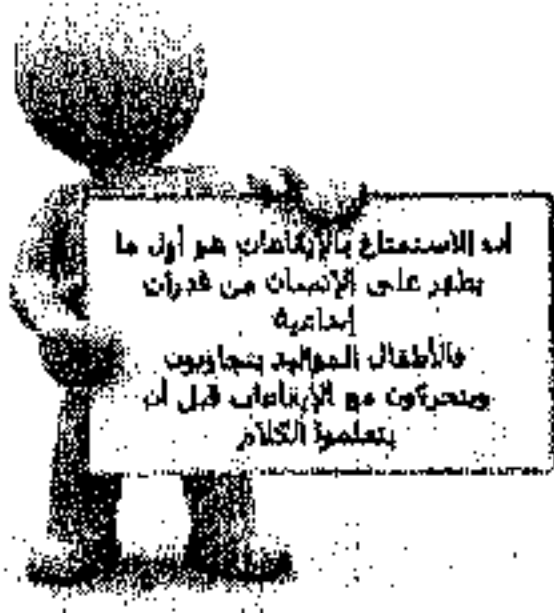 أنه الاستمتاع بالإيقاعات هو أول ما
يظهر على الإنسان من قدرات
إبداعية
فالأطفال المواليد يتجاوبون
ويتحركون مع الإيقاعات قبل أن
يتعلموا الكلام